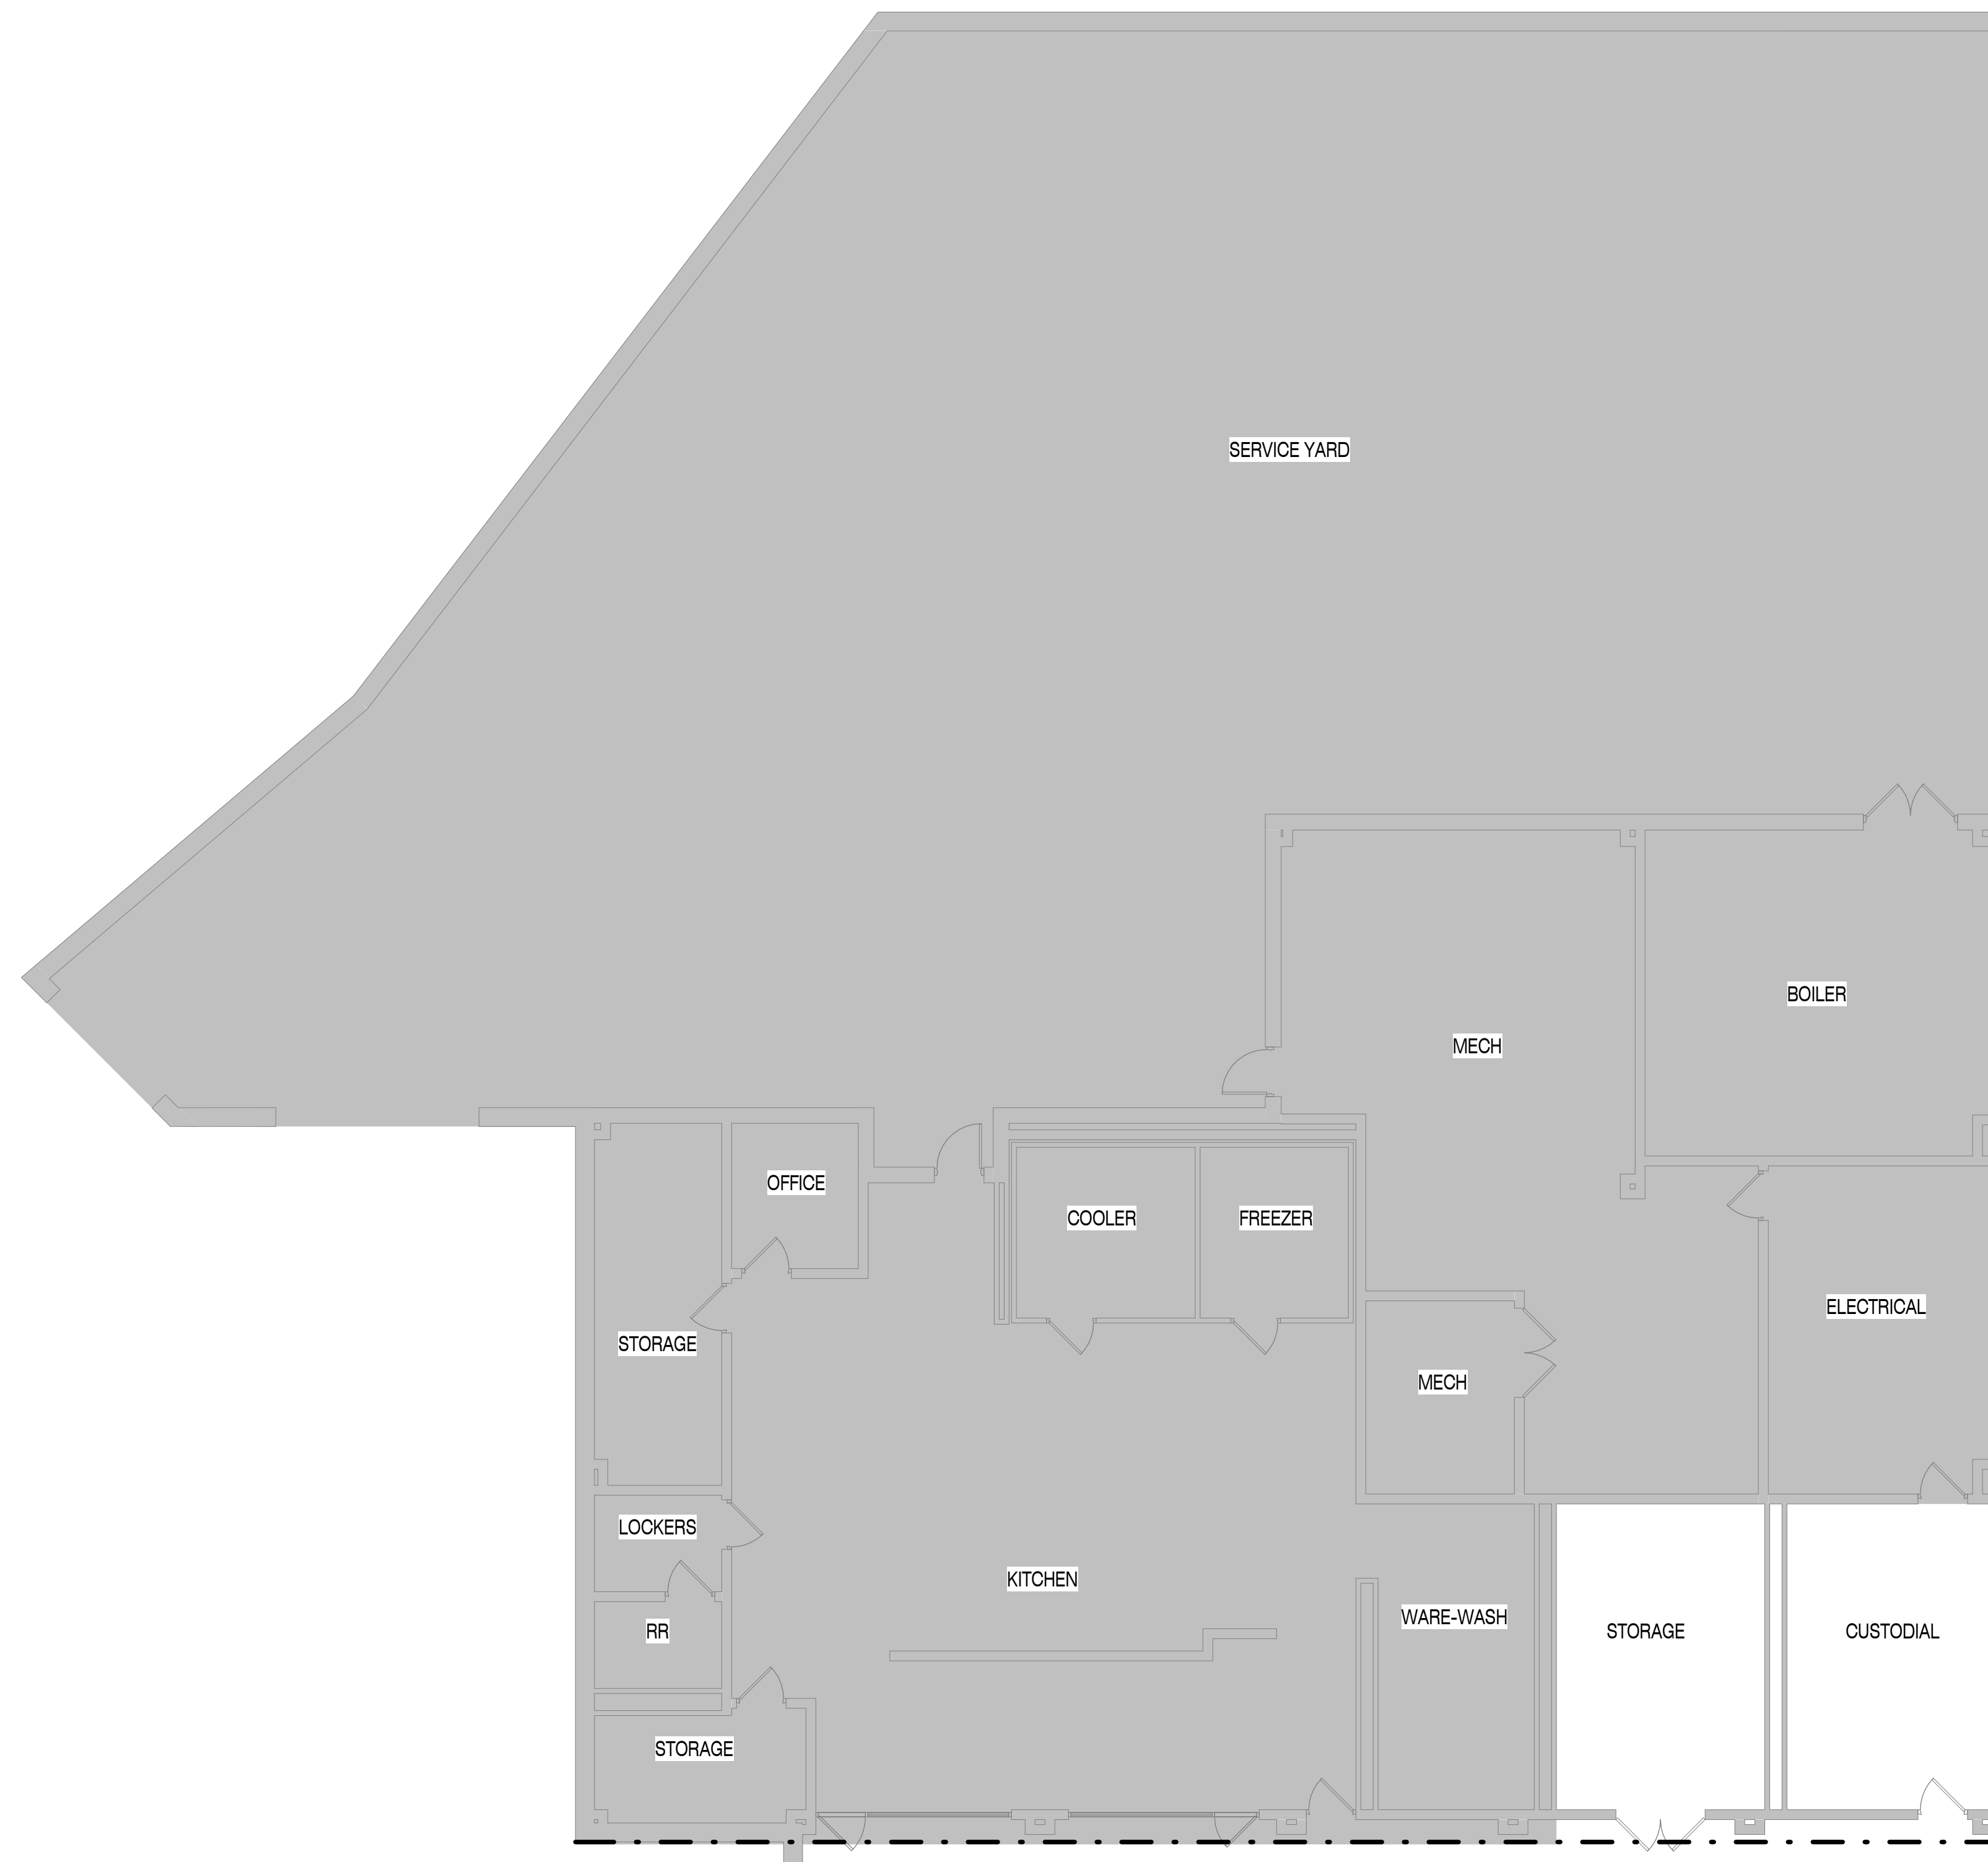 SERVICE YARD
BOILER
MECH
OFFICE
COOLER
FREEZER
ELECTRICAL
STORAGE
MECH
LOCKERS
KITCHEN
WARE-WASH
RR
STORAGE
CUSTODIAL
STORAGE